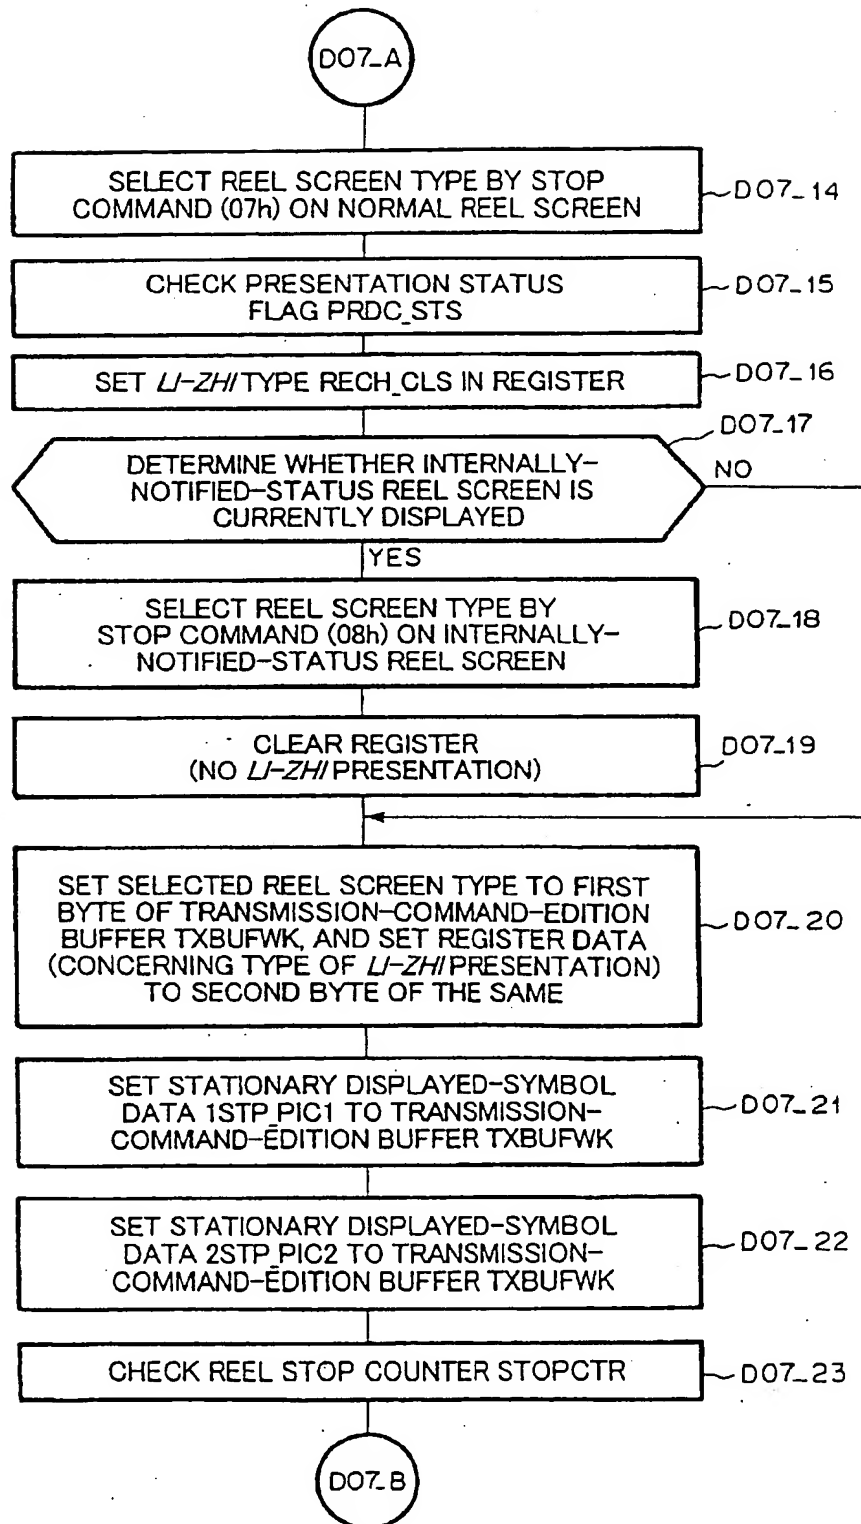 D07_A
SELECT REEL SCREEN TYPE BY STOP
COMMAND (07h) ON NORMAL REEL SCREEN
D07_14
CHECK PRESENTATION STATUS
FLAG PRDC_STS
D07_15
SET LI-ZHI TYPE RECH_CLS IN REGISTER
D07_16
D07_17
DETERMINE WHETHER INTERNALLY-
NOTIFIED-STATUS REEL SCREEN IS
CURRENTLY DISPLAYED
NO
YES
SELECT REEL SCREEN TYPE BY
STOP COMMAND (08h) ON INTERNALLY-
NOTIFIED-STATUS REEL SCREEN
D07_18
CLEAR REGISTER
(NO LI-ZHI PRESENTATION)
D07_19
SET SELECTED REEL SCREEN TYPE TO FIRST
BYTE OF TRANSMISSION-COMMAND-EDITION
BUFFER TXBUFWK, AND SET REGISTER DATA
(CONCERNING TYPE OF LI-ZHI PRESENTATION)
TO SECOND BYTE OF THE SAME
D07_20
SET STATIONARY DISPLAYED-SYMBOL
DATA 1STP_PIC1 TO TRANSMISSION-
COMMAND-EDITION BUFFER TXBUFWK
D07_21
SET STATIONARY DISPLAYED-SYMBOL
DATA 2STP_PIC2 TO TRANSMISSION-
COMMAND-EDITION BUFFER TXBUFWK
D07_22
CHECK REEL STOP COUNTER STOPCTR
D07_23
D07_B